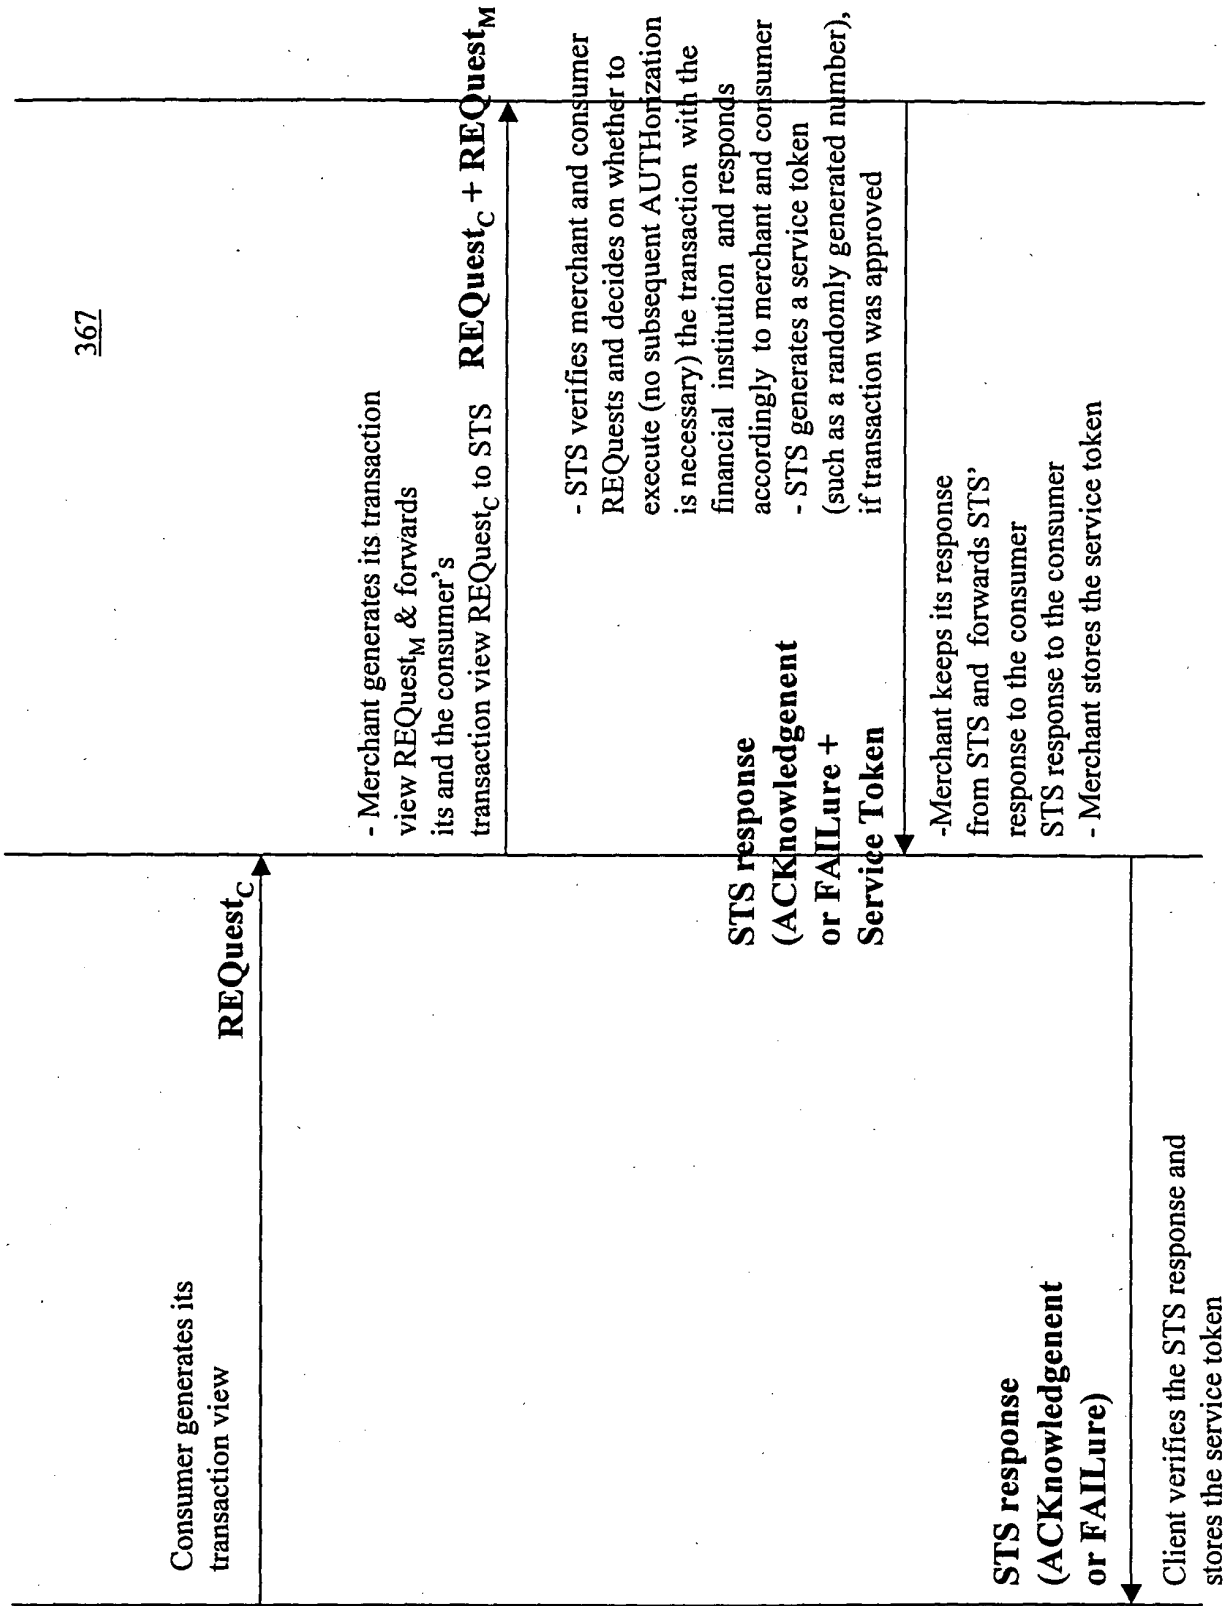 367
Consumer generates its
transaction view
REQuest_C
- Merchant generates its transaction
view REQuest_M & forwards
its and the consumer's
transaction view REQuest_C to STS
REQuest_C + REQuest_M
- STS verifies merchant and consumer
REQuests and decides on whether to
execute (no subsequent AUTHorization
is necessary) the transaction with the
financial institution and responds
accordingly to merchant and consumer
- STS generates a service token
(such as a randomly generated number),
if transaction was approved
STS response
(ACKnowledgenent
or FAILure +
Service Token
-Merchant keeps its response
from STS and forwards STS'
response to the consumer
STS response to the consumer
- Merchant stores the service token
STS response
(ACKnowledgenent
or FAILure)
Client verifies the STS response and
stores the service token